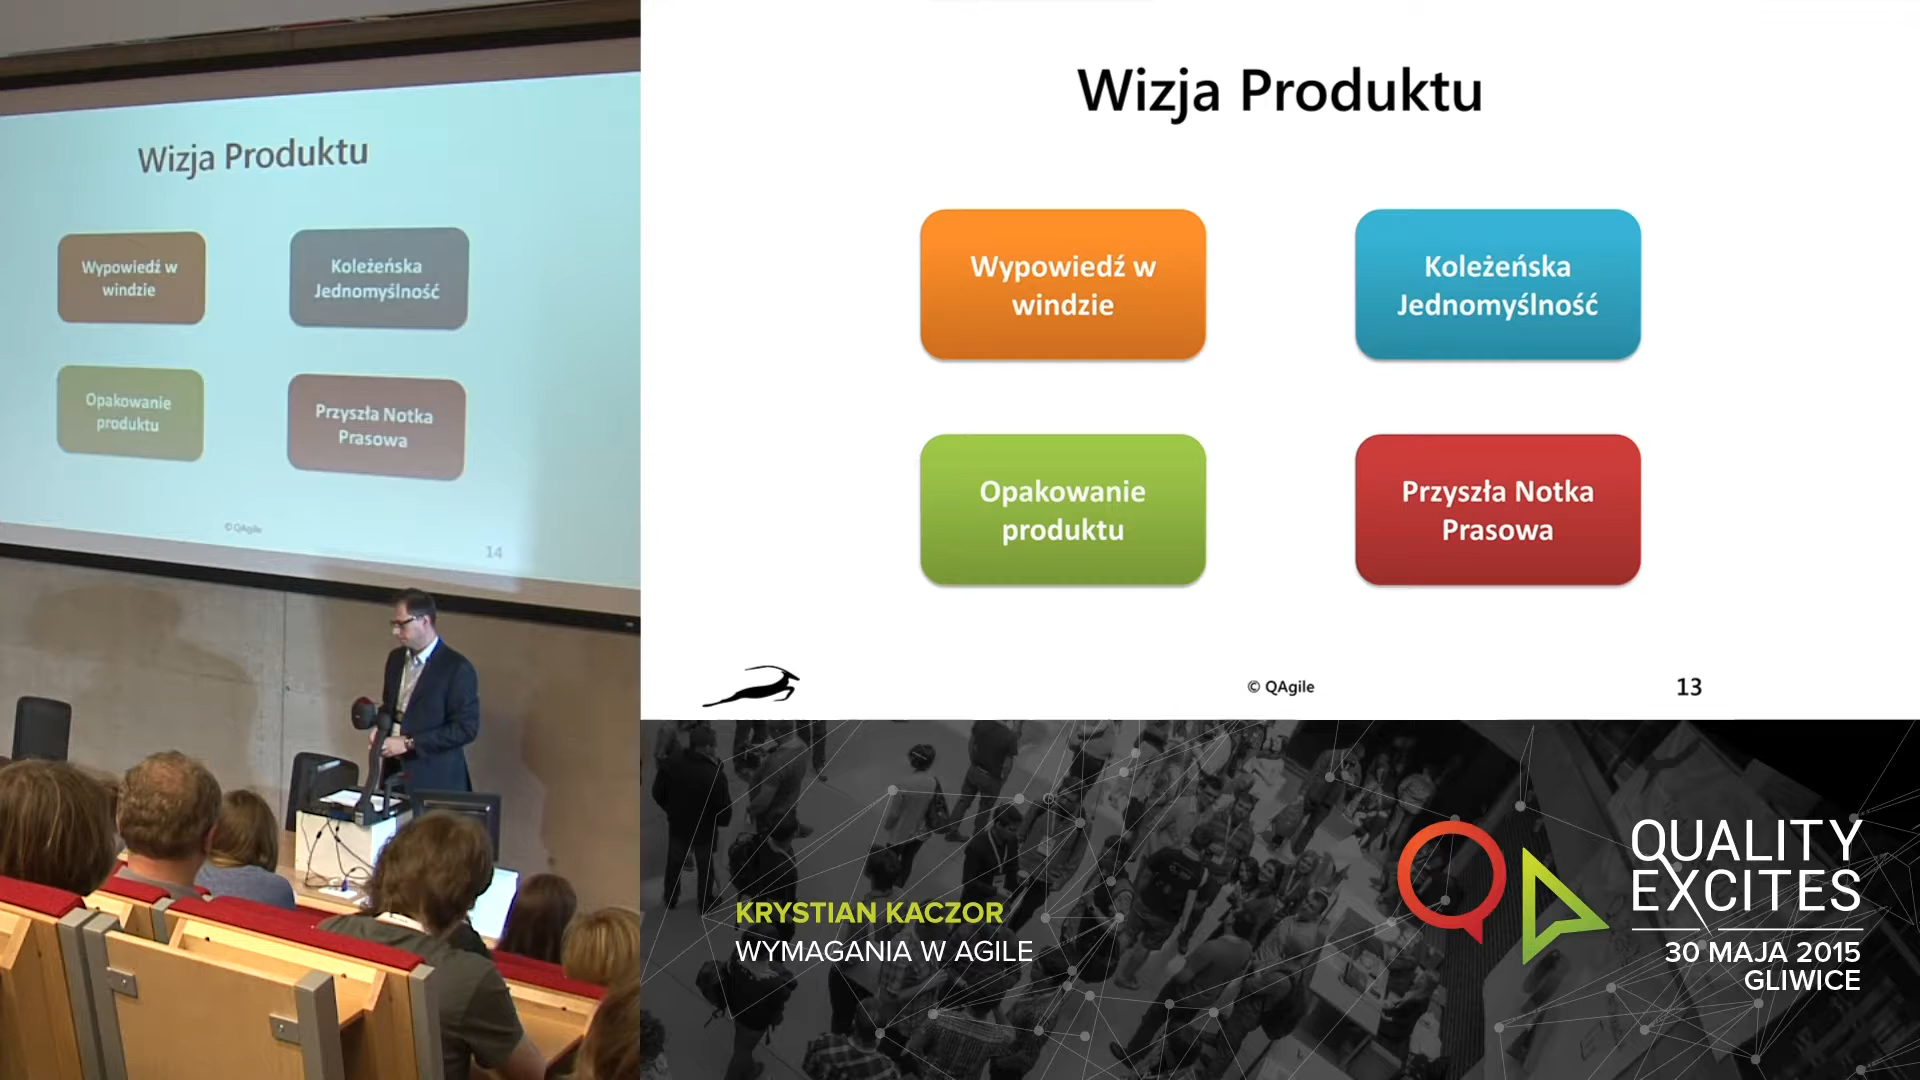 Wizja Produktu
Wypowiedź w
windzie
Koleżeńska
Jednomyślność
Opakowanie
produktu
Przyszła Notka
Prasowa
© QAgile
14
Wizja Produktu
Wypowiedź w
windzie
Koleżeńska
Jednomyślność
Opakowanie
produktu
Przyszła Notka
Prasowa
© QAgile
13
KRYSTIAN KACZOR
WYMAGANIA W AGILE
QUALITY
EXCITES
30 MAJA 2015
GLIWICE